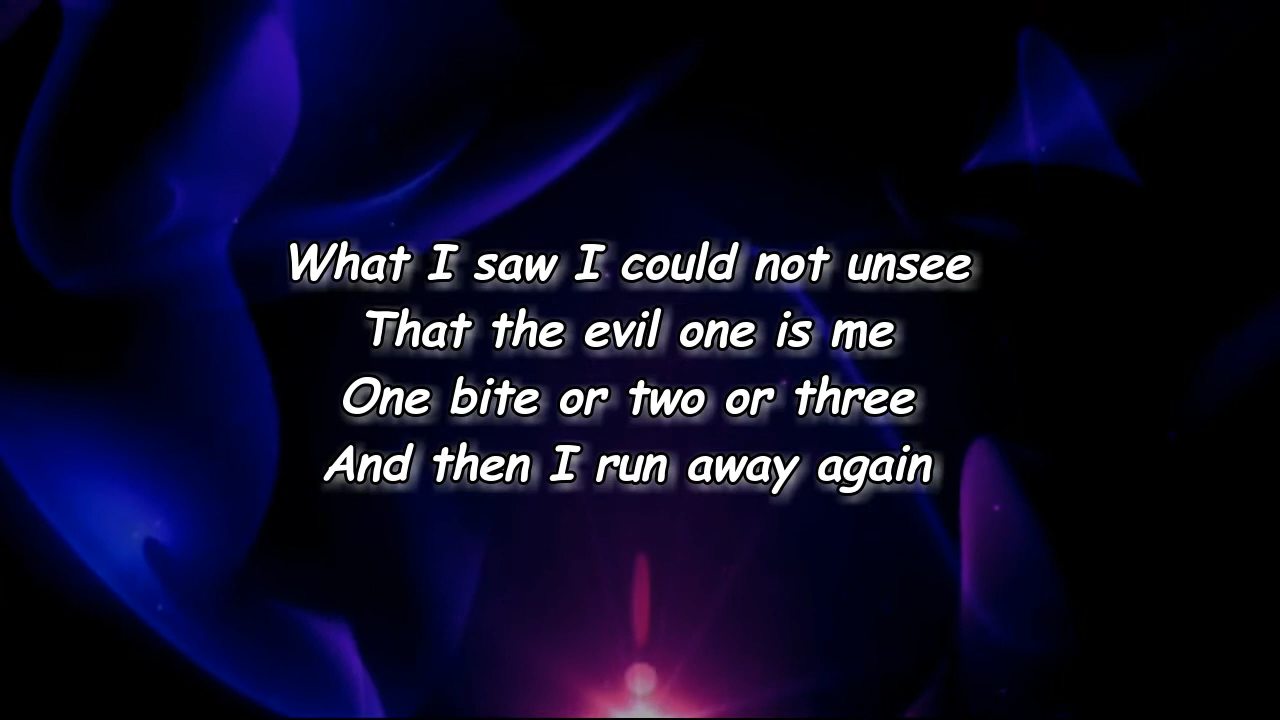 What I saw I could not unsee
That the evil one is me
One bite or two or three
And then I run away again